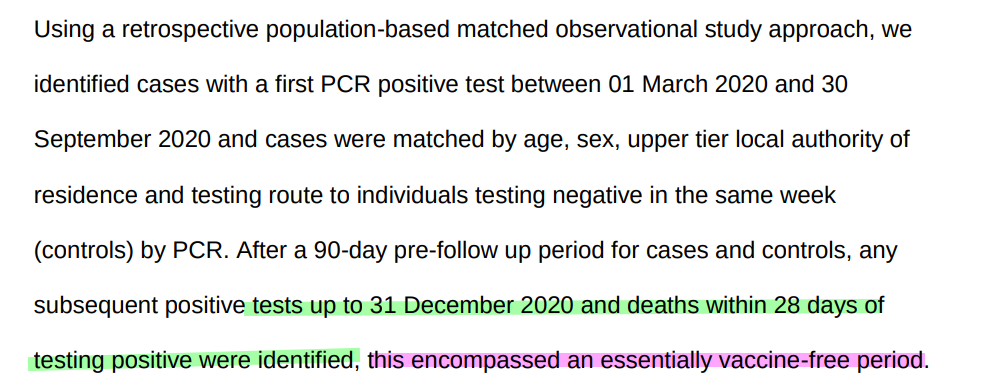 Using a retrospective population-based matched observational study approach, we
identified cases with a first PCR positive test between 01 March 2020 and 30
September 2020 and cases were matched by age, sex, upper tier local authority of
residence and testing route to individuals testing negative in the same week
(controls) by PCR. After a 90-day pre-follow up period for cases and controls, any
subsequent positive tests up to 31 December 2020 and deaths within 28 days of
testing positive were identified, this encompassed an essentially vaccine-free period.